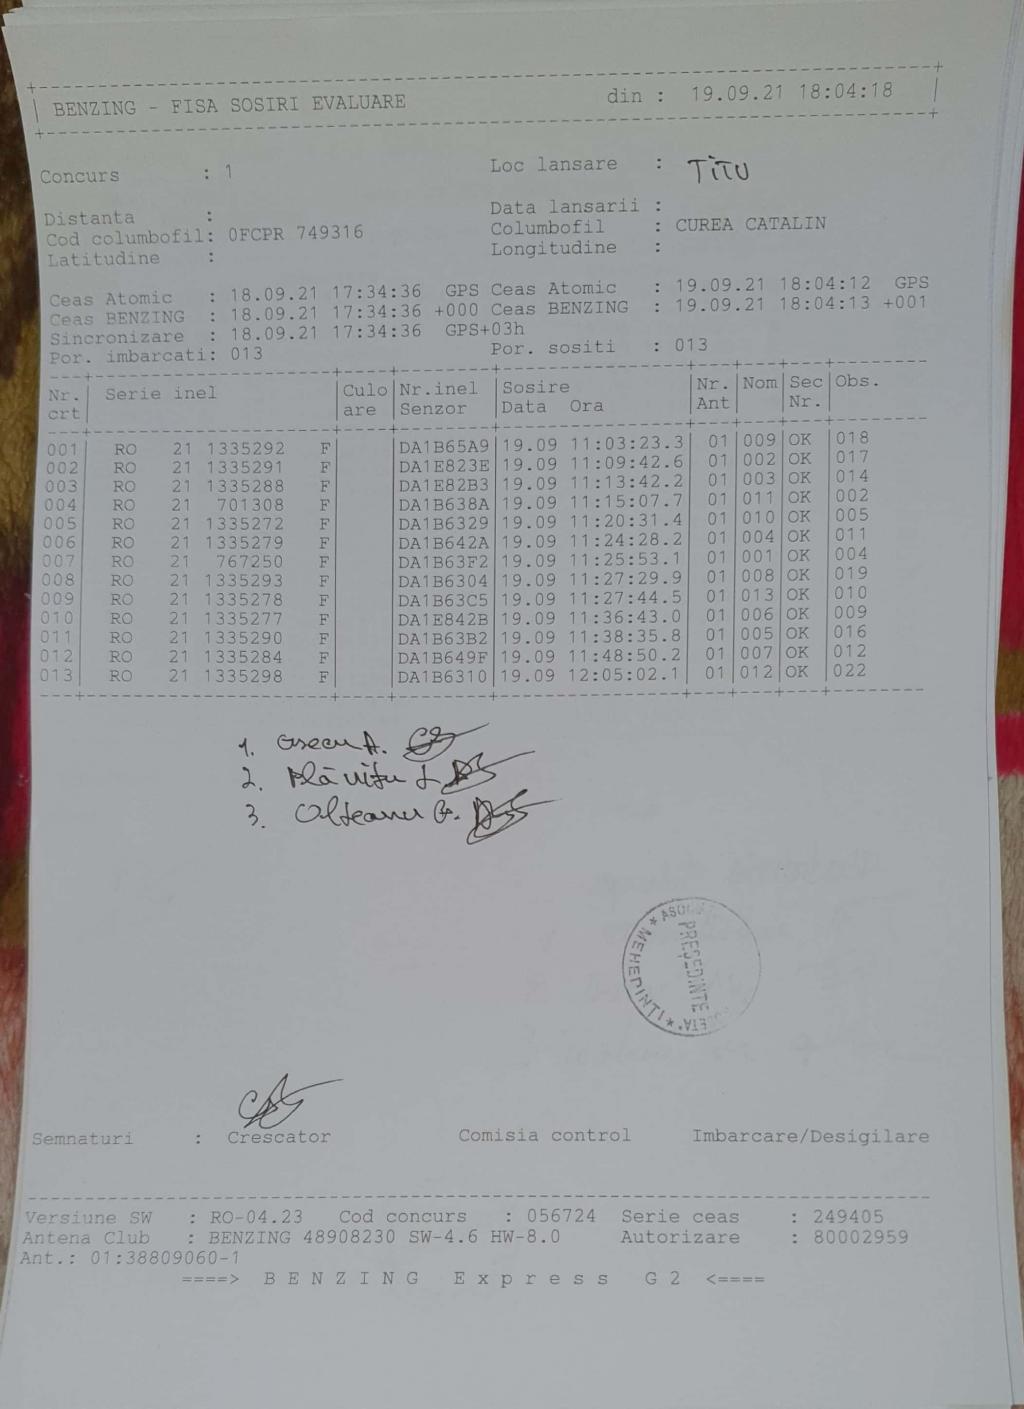 BENZING - FISA SOSIRI EVALUARE din : 19.09.21 18:04:18
Concurs : 1 Loc lansare : TITU
Distanta : Data lansarii :
Cod columbofil: 0FCPR 749316 Columbofil : CUREA CATALIN
Latitudine : Longitudine :
Ceas Atomic : 18.09.21 17:34:36 GPS Ceas Atomic : 19.09.21 18:04:12 GPS
Ceas BENZING : 18.09.21 17:34:36 +000 Ceas BENZING : 19.09.21 18:04:13 +001
Sincronizare : 18.09.21 17:34:36 GPS+03h
Por. imbarcati: 013 Por. sositi : 013
Nr. Serie inel Culo Nr.inel Sosire Nr. Nom Sec Obs.
crt are Senzor Data Ora Ant Nr.
001 RO 21 1335292 F DA1B65A9 19.09 11:03:23.3 01 009 OK 018
002 RO 21 1335291 F DA1E823E 19.09 11:09:42.6 01 002 OK 017
003 RO 21 1335288 F DA1E82B3 19.09 11:13:42.2 01 003 OK 014
004 RO 21 701308 F DA1B638A 19.09 11:15:07.7 01 011 OK 002
005 RO 21 1335272 F DA1B6329 19.09 11:20:31.4 01 010 OK 005
006 RO 21 1335279 F DA1B642A 19.09 11:24:28.2 01 004 OK 011
007 RO 21 767250 F DA1B63F2 19.09 11:25:53.1 01 001 OK 004
008 RO 21 1335293 F DA1B6304 19.09 11:27:29.9 01 008 OK 019
009 RO 21 1335278 F DA1B63C5 19.09 11:27:44.5 01 013 OK 010
010 RO 21 1335277 F DA1E842B 19.09 11:36:43.0 01 006 OK 009
011 RO 21 1335290 F DA1B63B2 19.09 11:38:35.8 01 005 OK 016
012 RO 21 1335284 F DA1B649F 19.09 11:48:50.2 01 007 OK 012
013 RO 21 1335298 F DA1B6310 19.09 12:05:02.1 01 012 OK 022
1.
2.
3. Olteanu G.
PREȘEDINTE
* MEHEDINTI *
Semnaturi : Crescator Comisia control Imbarcare/Desigilare
Versiune SW : RO-04.23 Cod concurs : 056724 Serie ceas : 249405
Antena Club : BENZING 48908230 SW-4.6 HW-8.0 Autorizare : 80002959
Ant.: 01:38809060-1
====> B E N Z I N G E x p r e s s G 2 <====